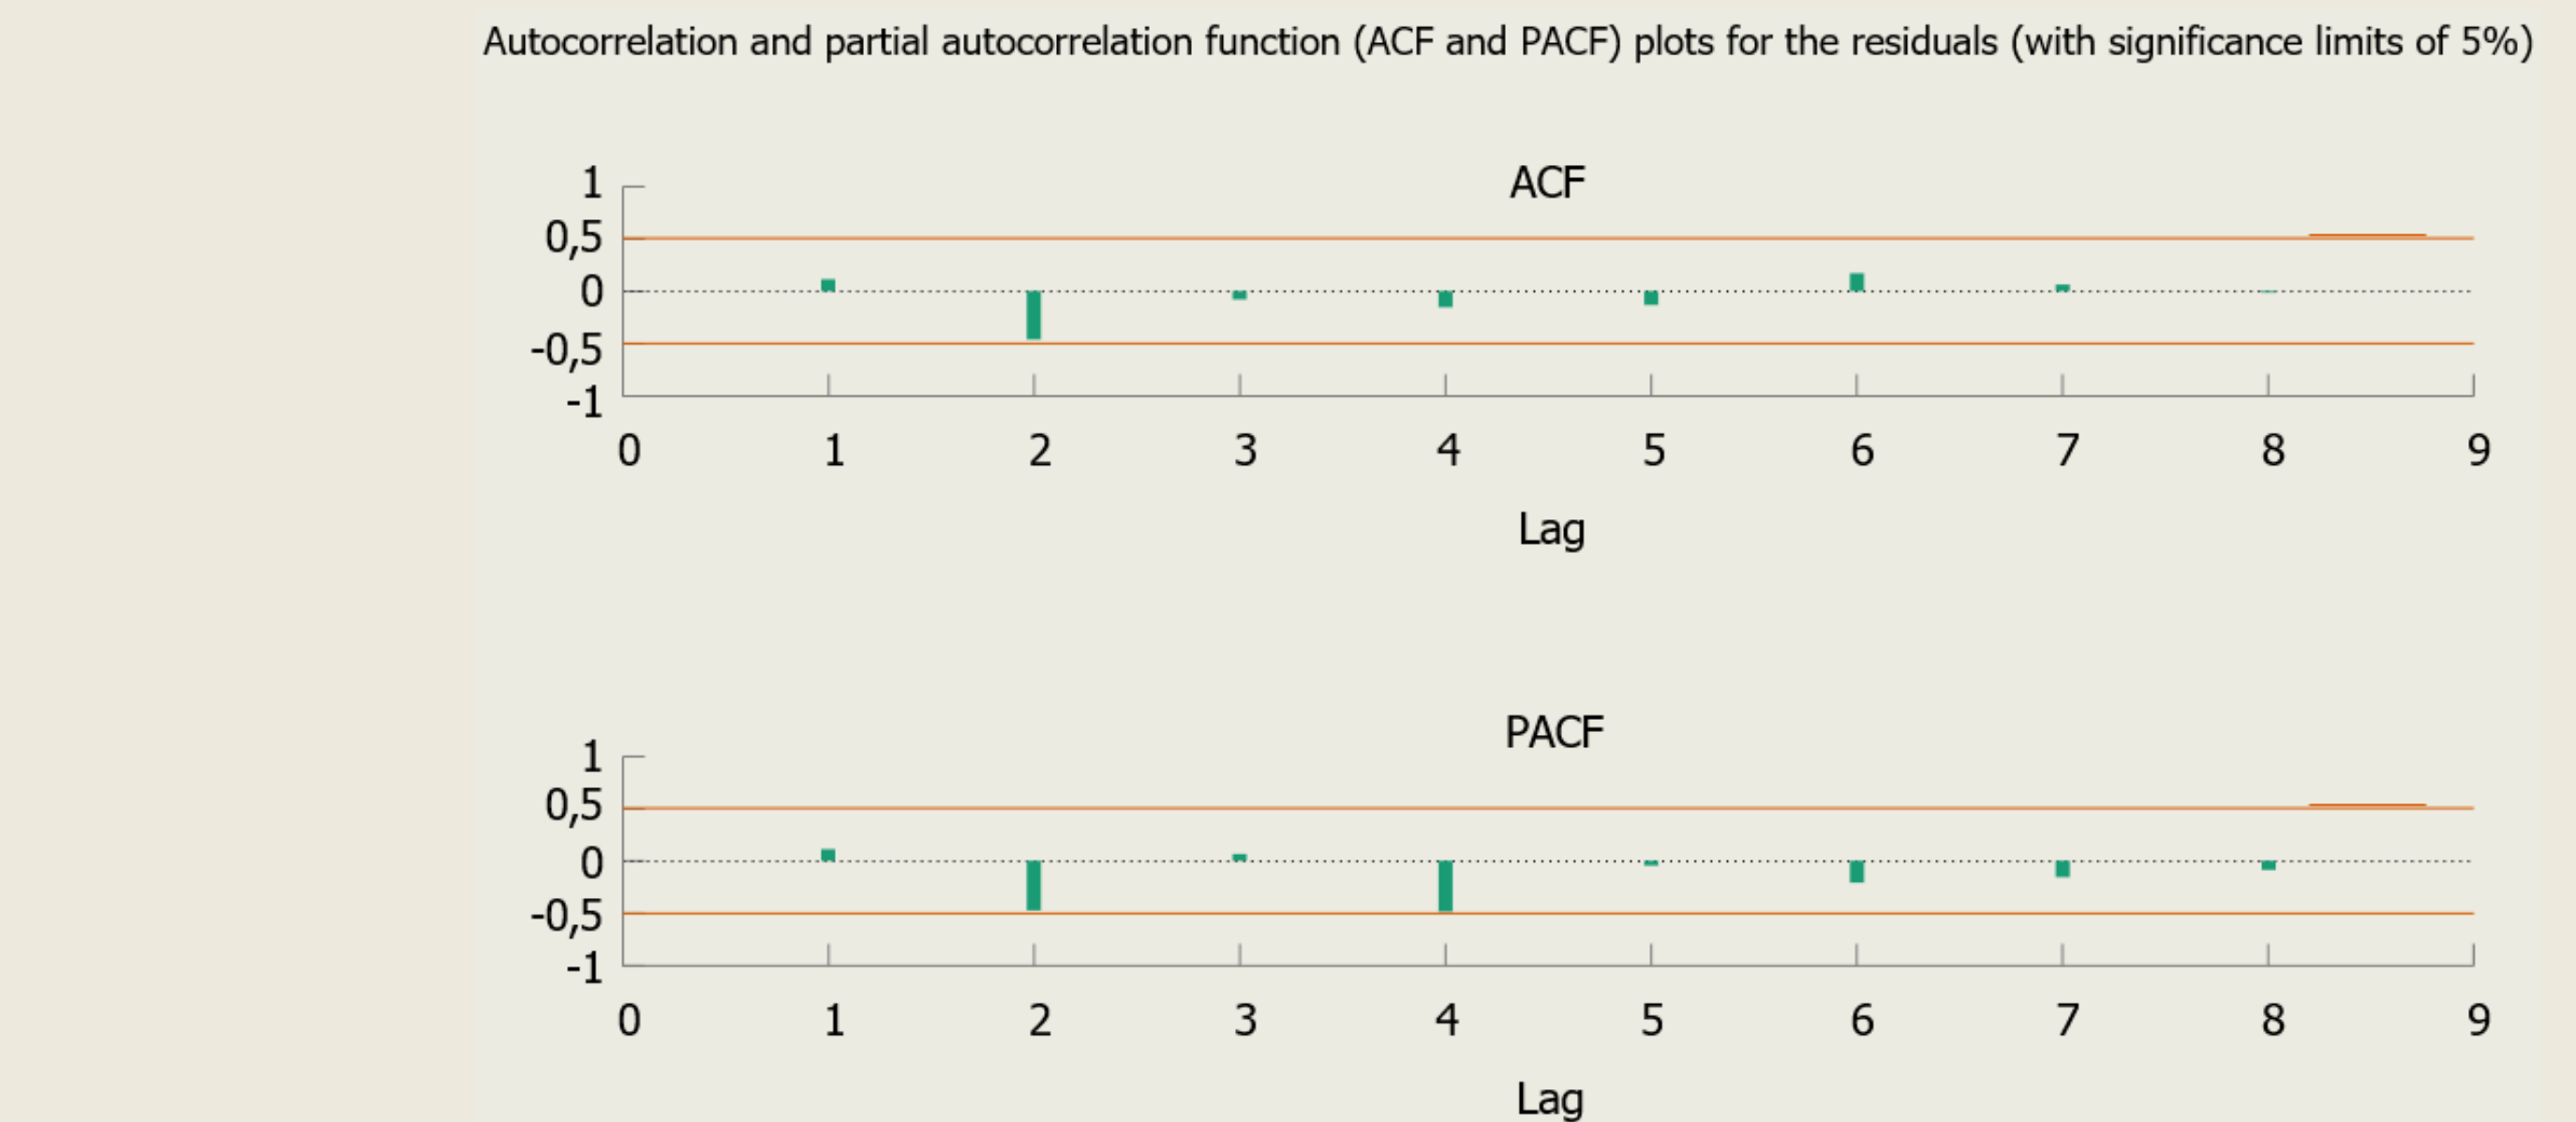 Autocorrelation and partial autocorrelation function (ACF and PACF) plots for the residuals (with significance limits of 5%)
ACF
1
0,5
0
-0,5
-1
0 1 2 3 4 5 6 7 8 9
Lag
PACF
1
0,5
0
-0,5
-1
0 1 2 3 4 5 6 7 8 9
Lag